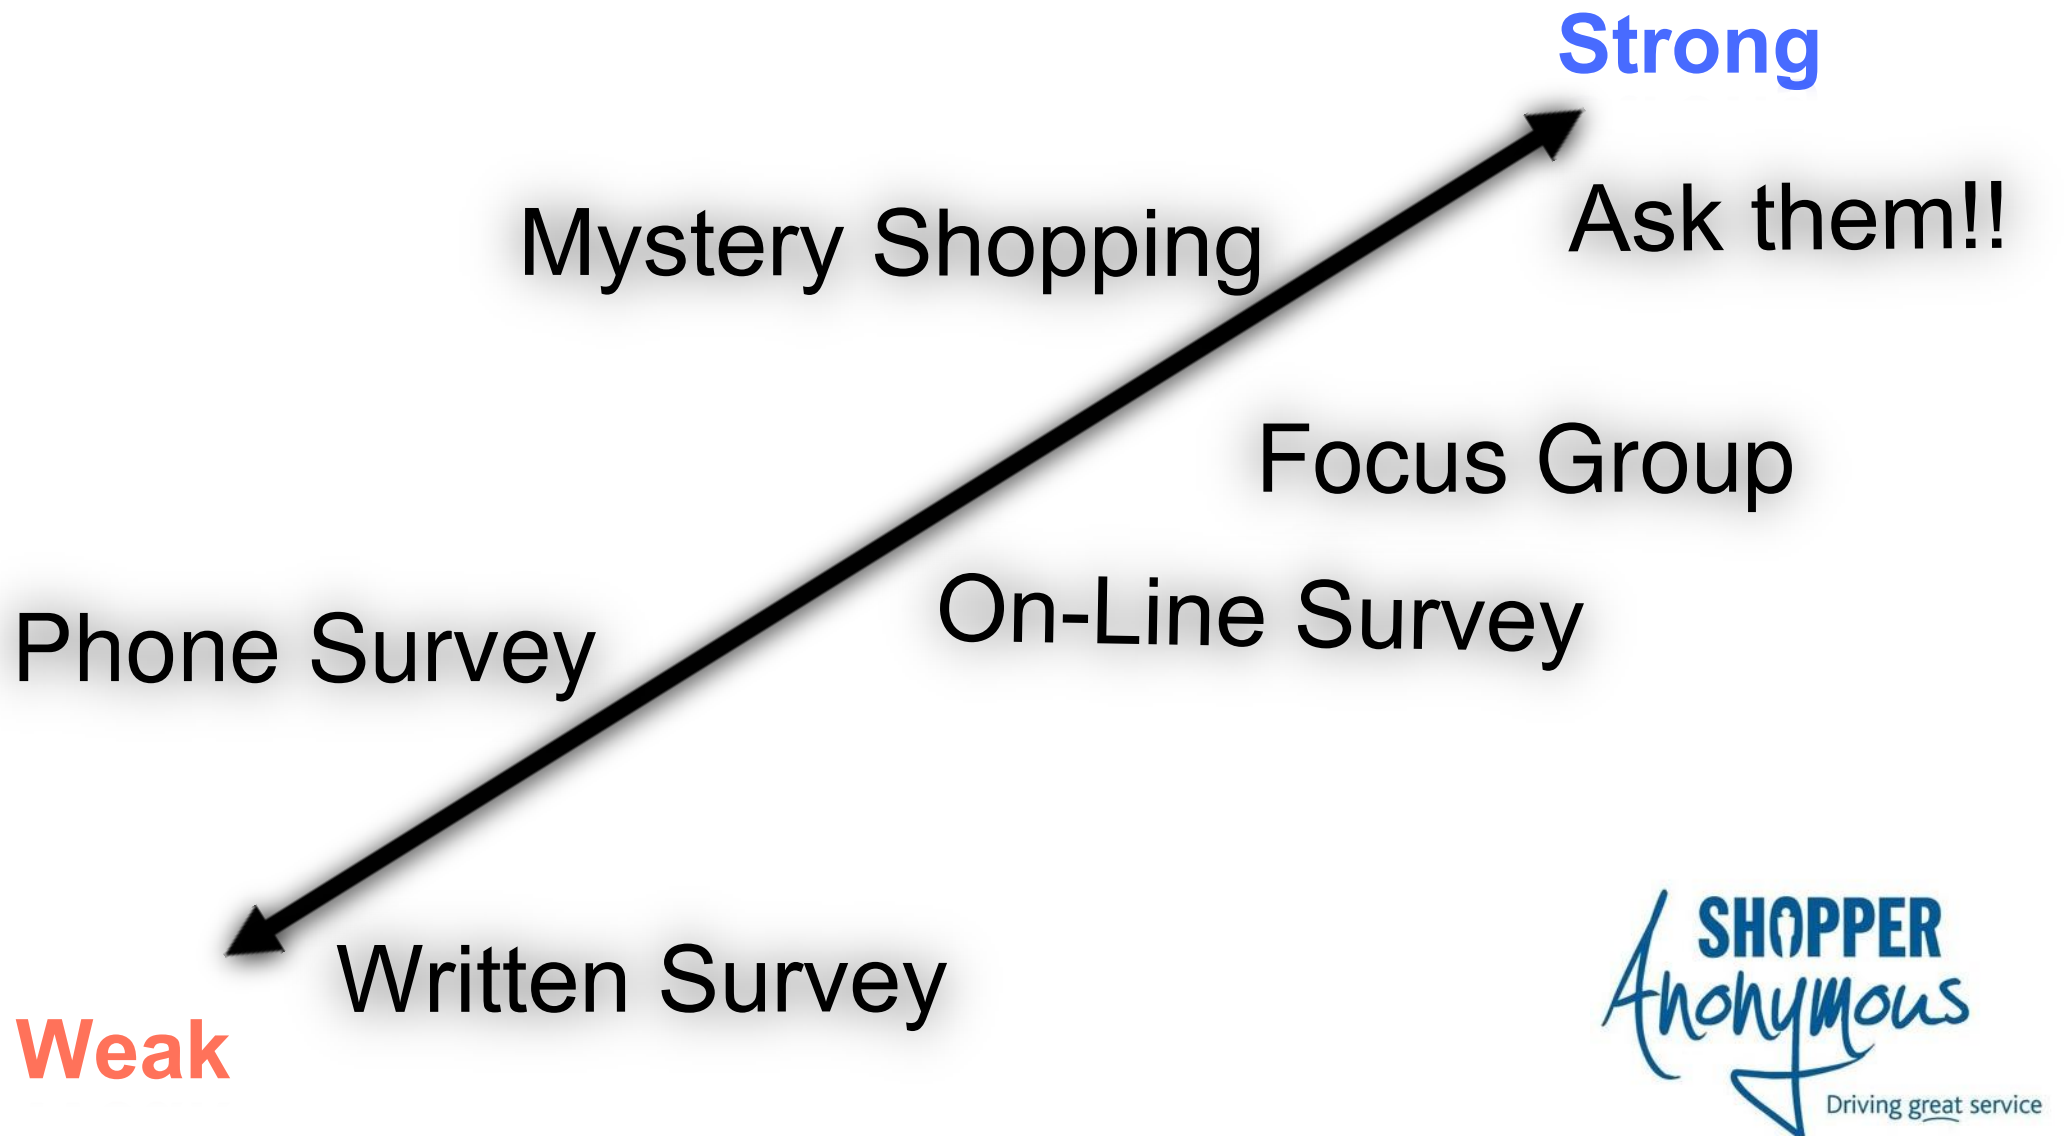 Strong
Ask them!!
Mystery Shopping
Focus Group
On-Line Survey
Phone Survey
Written Survey
Weak
SHOPPER
Anonymous
Driving great service